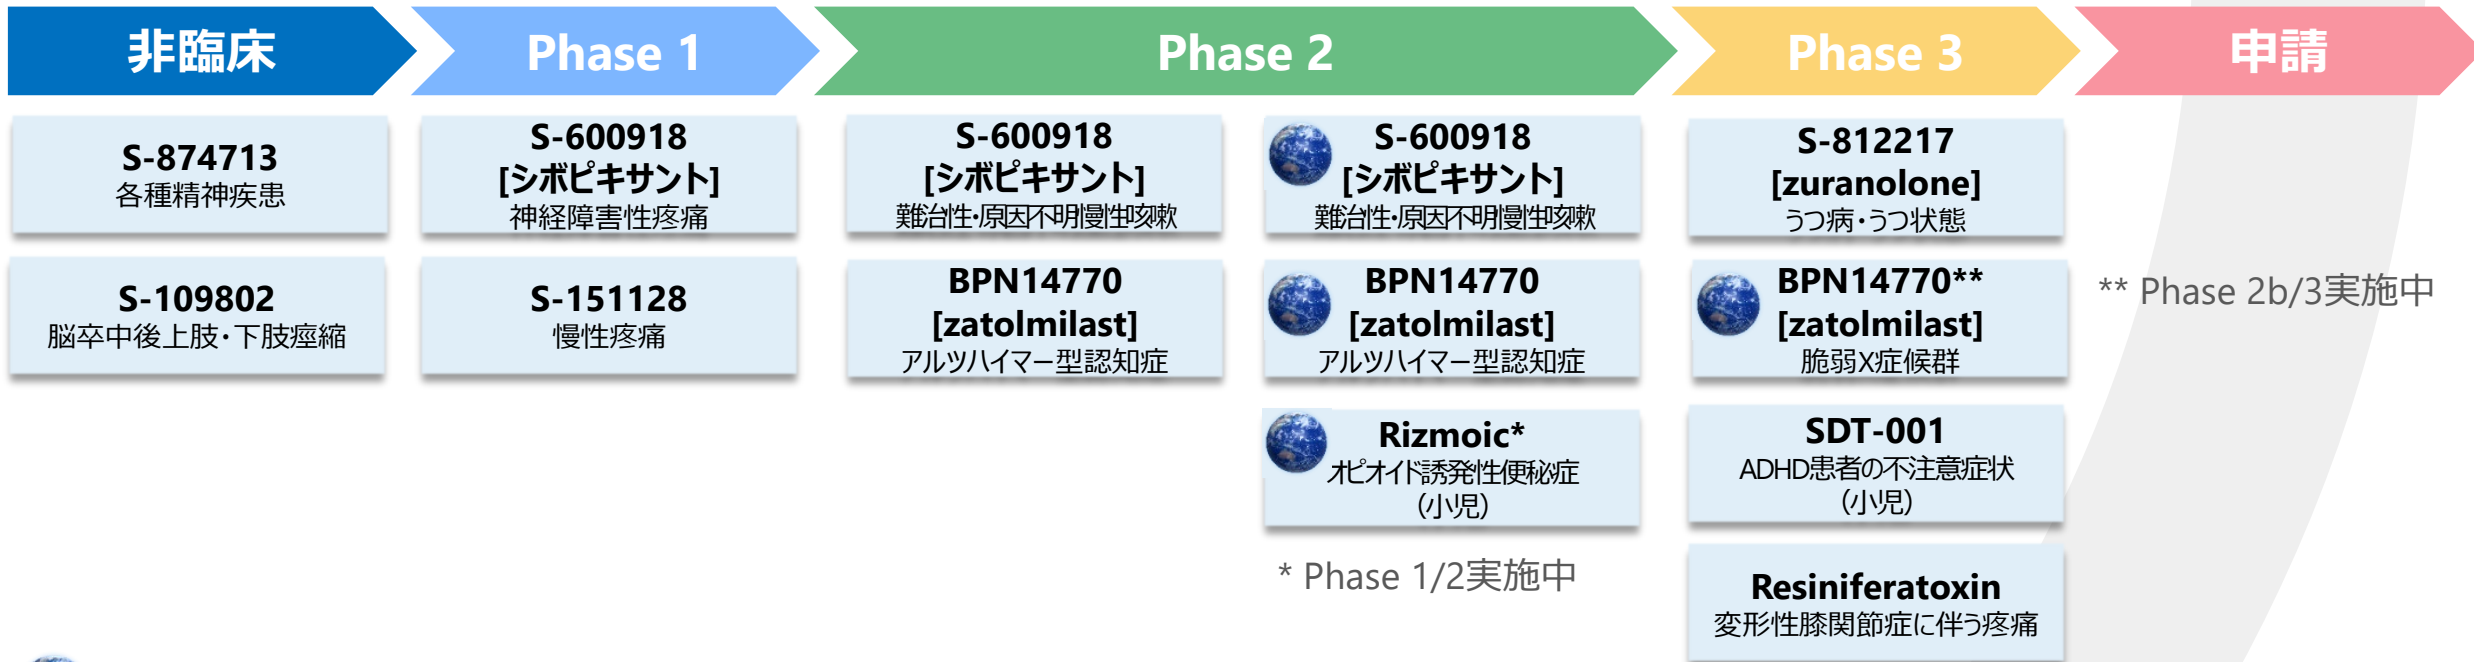 非臨床
Phase 1
Phase 2
Phase 3
申請
S-874713
各種精神疾患
S-109802
脳卒中後上肢・下肢痙縮
S-600918
[シボピキサント]
神経障害性疼痛
S-151128
慢性疼痛
S-600918
[シボピキサント]
難治性・原因不明慢性咳嗽
BPN14770
[zatolmilast]
アルツハイマー型認知症
S-600918
[シボピキサント]
難治性・原因不明慢性咳嗽
BPN14770
[zatolmilast]
アルツハイマー型認知症
Rizmoic*
オピオイド誘発性便秘症
（小児）
* Phase 1/2実施中
S-812217
[zuranolone]
うつ病・うつ状態
BPN14770**
[zatolmilast]
脆弱X症候群
SDT-001
ADHD患者の不注意症状
（小児）
Resiniferatoxin
変形性膝関節症に伴う疼痛
** Phase 2b/3実施中